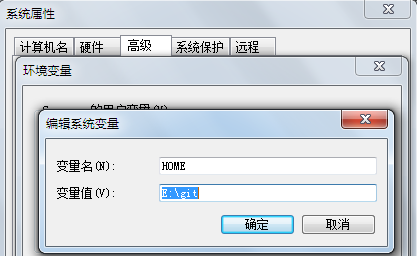 系统属性
计算机名 硬件 高级 系统保护 远程
环境变量
的用户变量(U)
编辑系统变量
变量名(N): HOME
变量值(V): E:\git
确定 取消